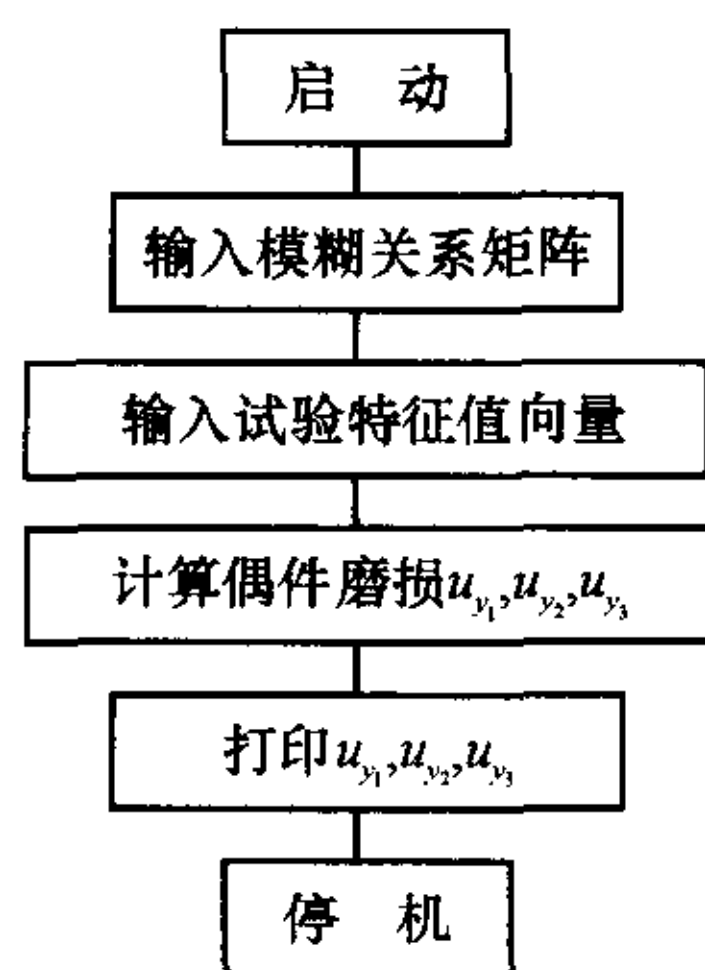 启 动
输入模糊关系矩阵
输入试验特征值向量
计算偶件磨损u_{y_1},u_{y_2},u_{y_3}
打印u_{y_1},u_{y_2},u_{y_3}
停 机